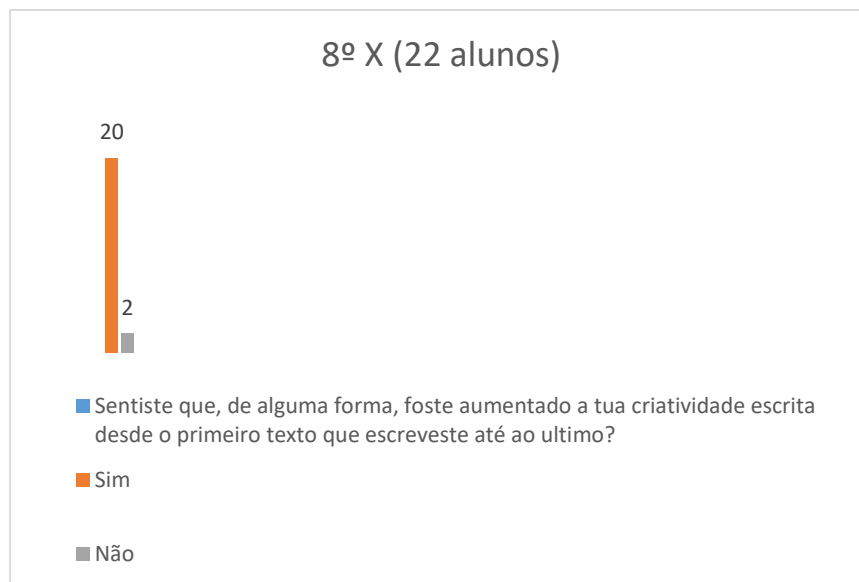 8º X (22 alunos)
20
2
Sentiste que, de alguma forma, foste aumentado a tua criatividade escrita
desde o primeiro texto que escreveste até ao ultimo?
Sim
Não